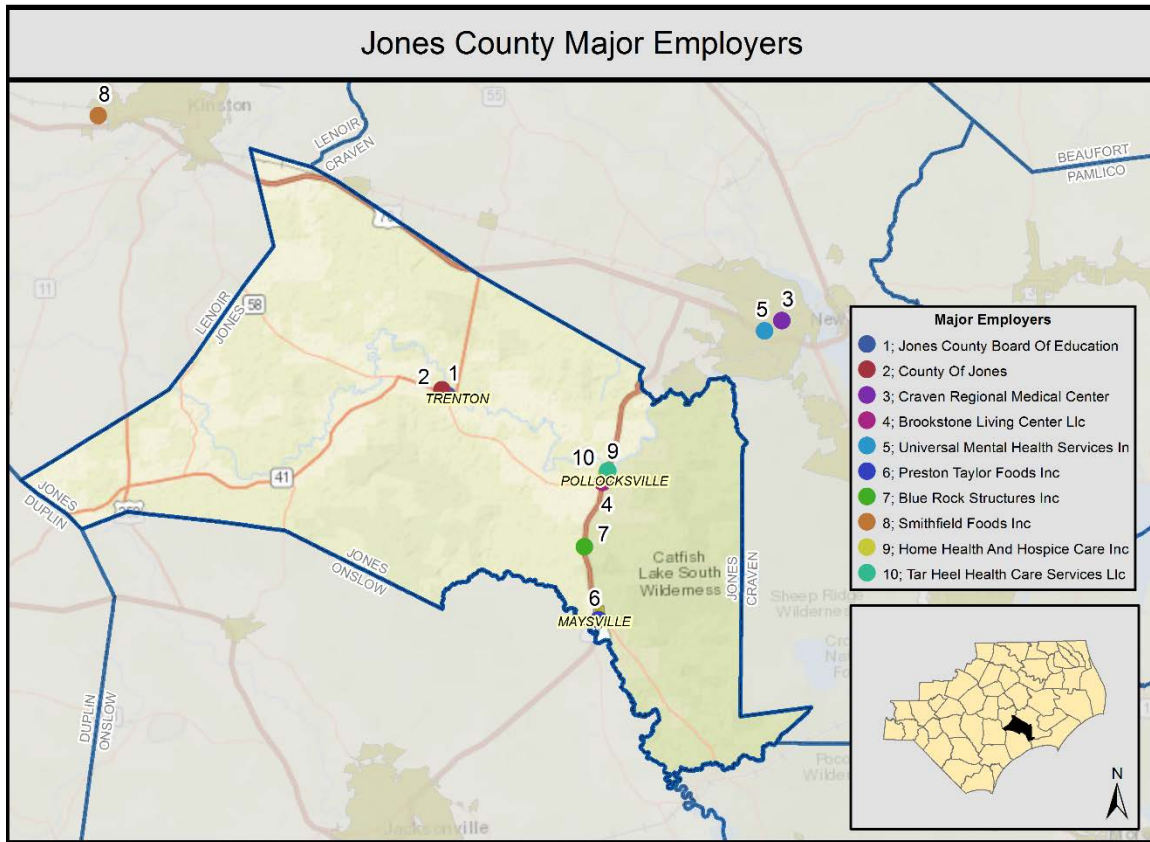 Jones County Major Employers
8
Kinston
55
LENOIR
CRAVEN
BEAUFORT
PAMLICO
70
11
58
LENOIR
JONES
5
3
New
2
1
TRENTON
10
9
POLLOCKSVILLE
4
41
JONES
DUPLIN
258
7
Catfish
Lake South
Wilderness
JONES
CRAVEN
JONES
ONSLOW
6
MAYSVILLE
Sheep Ridge
Wilderness
DUPLIN
ONSLOW
Jacksonville
Major Employers
1; Jones County Board Of Education
2; County Of Jones
3; Craven Regional Medical Center
4; Brookstone Living Center Llc
5; Universal Mental Health Services In
6; Preston Taylor Foods Inc
7; Blue Rock Structures Inc
8; Smithfield Foods Inc
9; Home Health And Hospice Care Inc
10; Tar Heel Health Care Services Llc
N